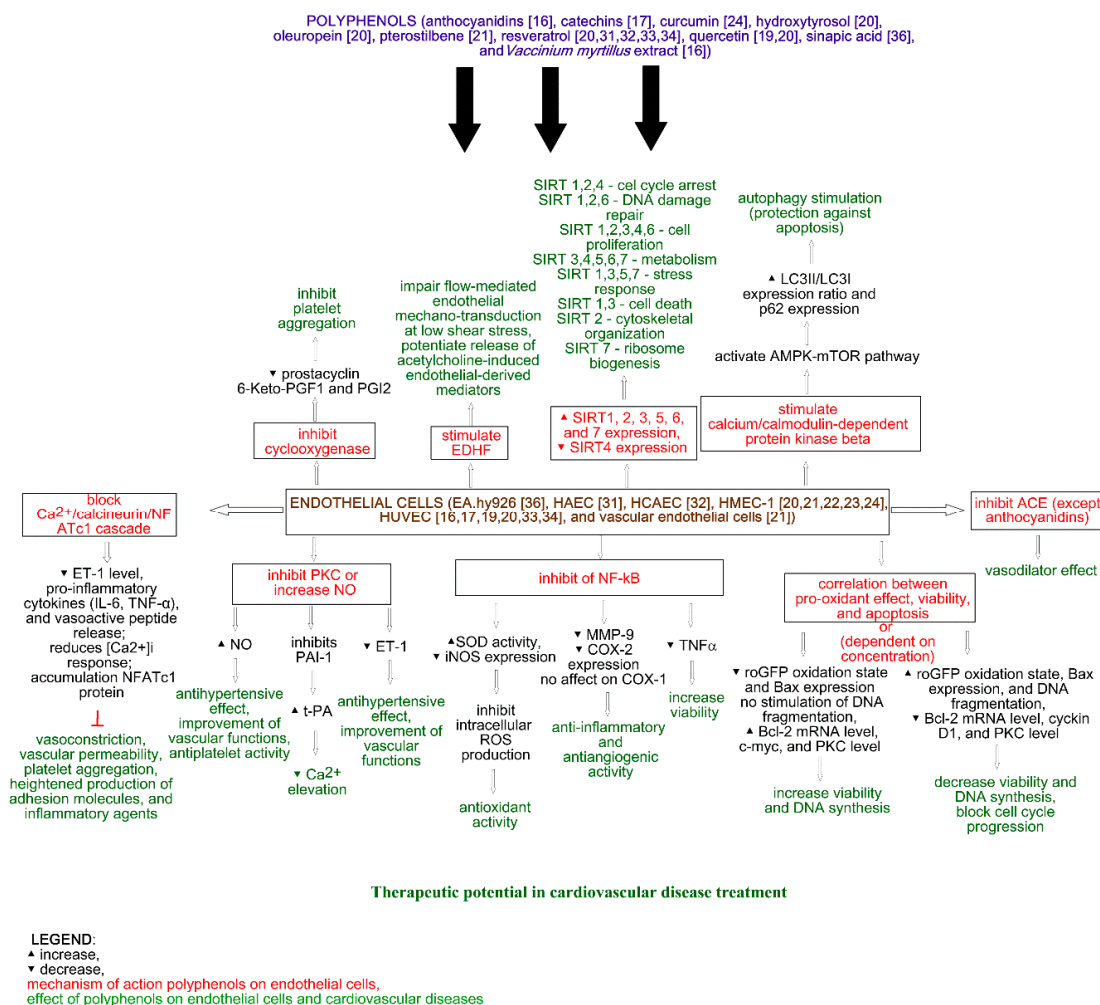 POLYPHENOLS (anthocyanidins [16], catechins [17], curcumin [24], hydroxytyrosol [20],
oleuropein [20], pterostilbene [21], resveratrol [20,31,32,33,34], quercetin [19,20], sinapic acid [36],
and Vaccinium myrtillus extract [16])
SIRT 1,2,4 - cel cycle arrest
SIRT 1,2,6 - DNA damage
repair
SIRT 1,2,3,4,6 - cell
proliferation
SIRT 3,4,5,6,7 - metabolism
SIRT 1,3,5,7 - stress
response
SIRT 1,3 - cell death
SIRT 2 - cytoskeletal
organization
SIRT 7 - ribosome
biogenesis
autophagy stimulation
(protection against
apoptosis)
▲ LC3II/LC3I
expression ratio and
p62 expression
activate AMPK-mTOR pathway
impair flow-mediated
endothelial
mechano-transduction
at low shear stress,
potentiate release of
acetylcholine-induced
endothelial-derived
mediators
inhibit
platelet
aggregation
▼ prostacyclin
6-Keto-PGF1 and PGI2
inhibit
cyclooxygenase
stimulate
EDHF
▲ SIRT1, 2, 3, 5, 6,
and 7 expression,
▼ SIRT4 expression
stimulate
calcium/calmodulin-dependent
protein kinase beta
block
Ca2+/calcineurin/NF
ATc1 cascade
ENDOTHELIAL CELLS (EA.hy926 [36], HAEC [31], HCAEC [32], HMEC-1 [20,21,22,23,24],
HUVEC [16,17,19,20,33,34], and vascular endothelial cells [21])
inhibit ACE (except
anthocyanidins)
vasodilator effect
▼ ET-1 level,
pro-inflammatory
cytokines (IL-6, TNF-α),
and vasoactive peptide
release;
reduces [Ca2+]i
response;
accumulation NFATc1
protein
vasoconstriction,
vascular permeability,
platelet aggregation,
heightened production of
adhesion molecules, and
inflammatory agents
inhibit PKC or
increase NO
▲ NO
antihypertensive
effect,
improvement of
vascular functions,
antiplatelet activity
inhibits
PAI-1
▲ t-PA
▼ Ca2+
elevation
▼ ET-1
antihypertensive
effect,
improvement of
vascular
functions
inhibit of NF-kB
▲SOD activity,
▼ iNOS expression
inhibit
intracellular
ROS
production
antioxidant
activity
▼ MMP-9
▼ COX-2
expression
no affect on COX-1
anti-inflammatory
and
antiangiogenic
activity
▼ TNFα
increase
viability
correlation between
pro-oxidant effect, viability,
and apoptosis
or
(dependent on
concentration)
▼ roGFP oxidation state
and Bax expression
no stimulation of DNA
fragmentation,
▲ Bcl-2 mRNA level,
c-myc, and PKC level
increase viability
and DNA synthesis
▲ roGFP oxidation state, Bax
expression, and DNA
fragmentation,
▼ Bcl-2 mRNA level, cyckin
D1, and PKC level
decrease viability and
DNA synthesis,
block cell cycle
progression
Therapeutic potential in cardiovascular disease treatment
LEGEND:
▲ increase,
▼ decrease,
mechanism of action polyphenols on endothelial cells,
effect of polyphenols on endothelial cells and cardiovascular diseases